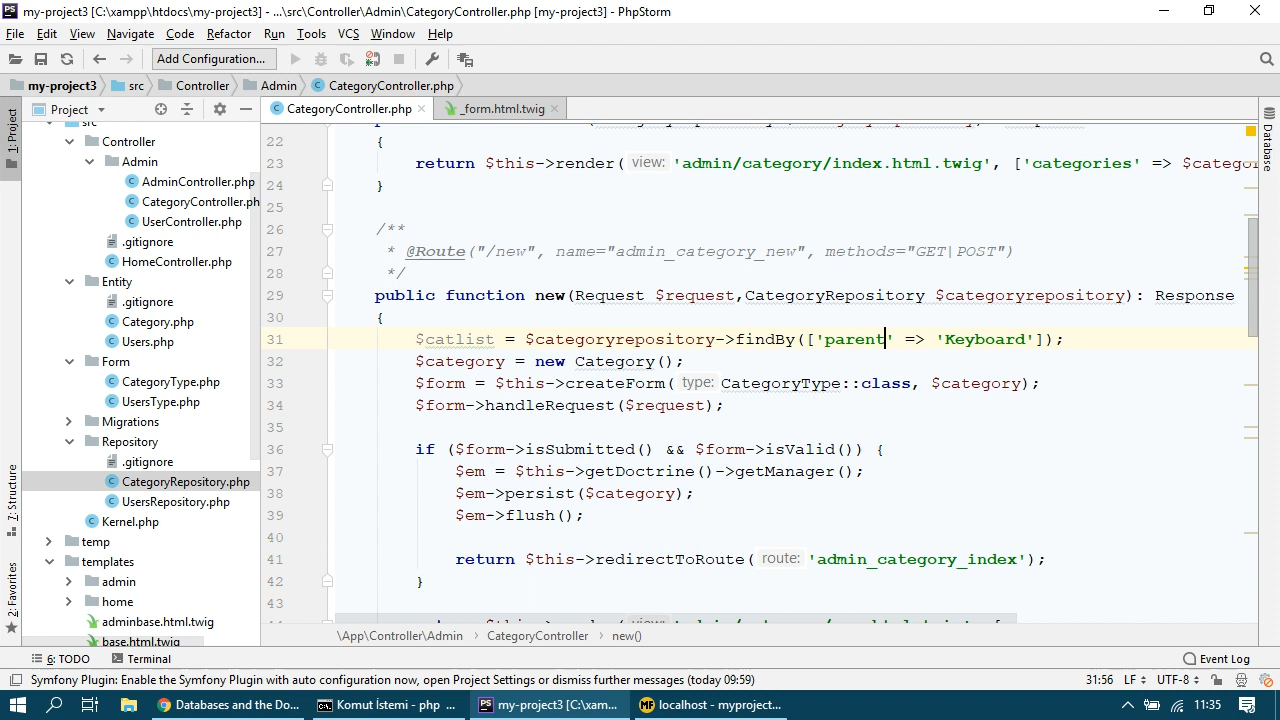 my-project3 [C:\xampp\htdocs\my-project3] - ...\src\Controller\Admin\CategoryController.php [my-project3] - PhpStorm
File Edit View Navigate Code Refactor Run Tools VCS Window Help
Add Configuration...
my-project3 src Controller Admin CategoryController.php
Project
CategoryController.php
_form.html.twig
1: Project
7: Structure
2: Favorites
Database
src
Controller
Admin
AdminController.php
CategoryController.ph
UserController.php
.gitignore
HomeController.php
Entity
.gitignore
Category.php
Users.php
Form
CategoryType.php
UsersType.php
Migrations
Repository
.gitignore
CategoryRepository.php
UsersRepository.php
Kernel.php
temp
templates
admin
home
adminbase.html.twig
base.html.twig
22 {
23 return $this->render( view: 'admin/category/index.html.twig', ['categories' => $categor
24 }
25
26 /**
27 * @Route("/new", name="admin_category_new", methods="GET|POST")
28 */
29 public function new(Request $request,CategoryRepository $categoryrepository): Response
30 {
31 $catlist = $categoryrepository->findBy(['parent' => 'Keyboard']);
32 $category = new Category();
33 $form = $this->createForm( type: CategoryType::class, $category);
34 $form->handleRequest($request);
35
36 if ($form->isSubmitted() && $form->isValid()) {
37 $em = $this->getDoctrine()->getManager();
38 $em->persist($category);
39 $em->flush();
40
41 return $this->redirectToRoute( route: 'admin_category_index');
42 }
43
\App\Controller\Admin CategoryController new()
6: TODO Terminal Event Log
Symfony Plugin: Enable the Symfony Plugin with auto configuration now, open Project Settings or dismiss further messages (today 09:59)
31:56 LF UTF-8
Databases and the Do...
Komut İstemi - php ...
my-project3 [C:\xam...
localhost - myproject...
11:35